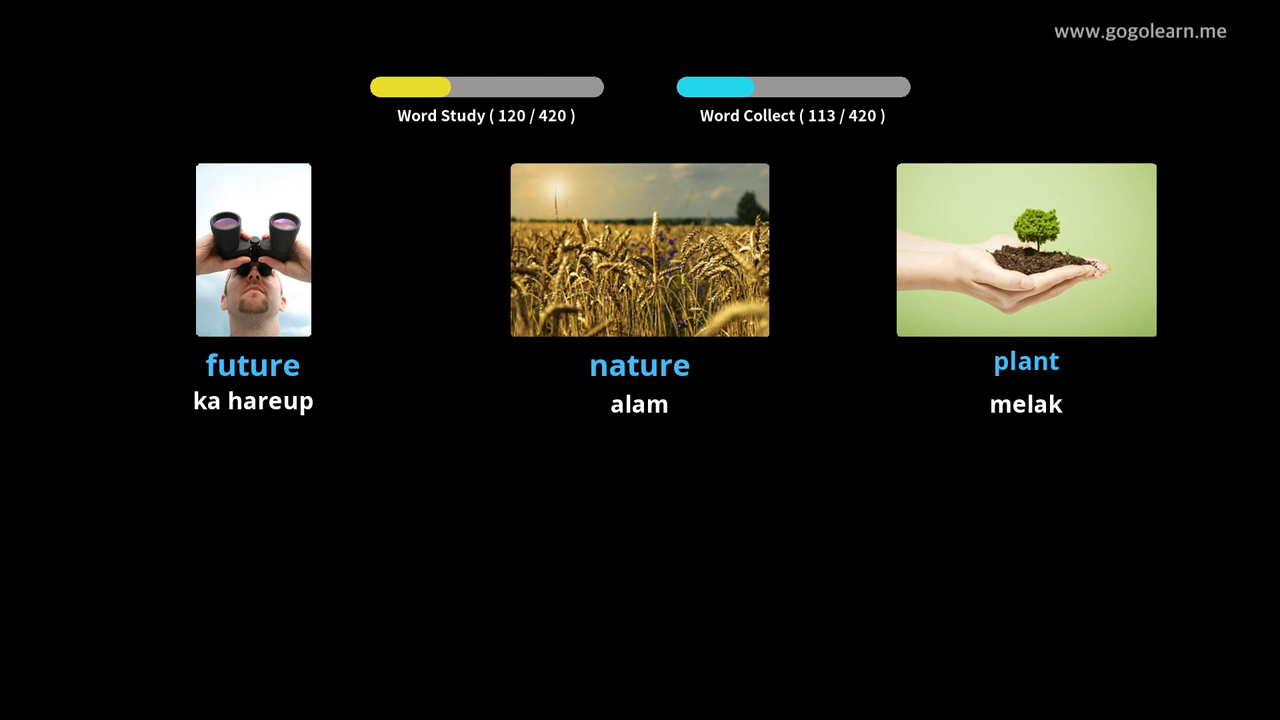 www.gogolearn.me
Word Study ( 120 / 420 )
Word Collect ( 113 / 420 )
future
nature
plant
ka hareup
alam
melak